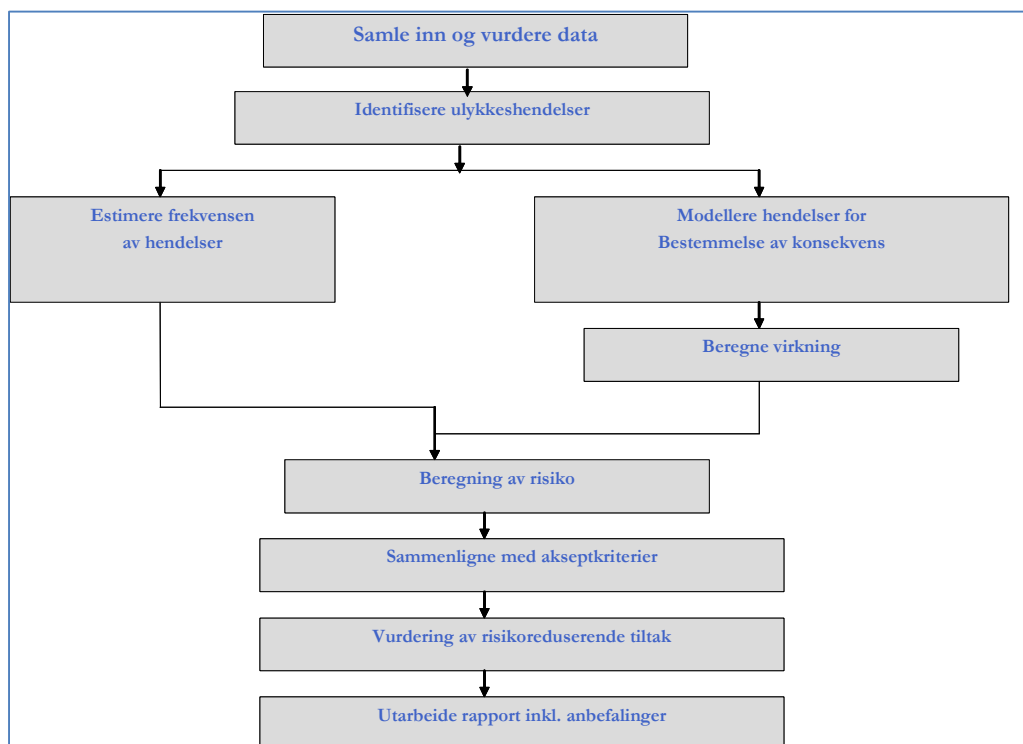 Samle inn og vurdere data
Identifisere ulykkeshendelser
Estimere frekvensen
av hendelser
Modellere hendelser for
Bestemmelse av konsekvens
Beregne virkning
Beregning av risiko
Sammenligne med akseptkriterier
Vurdering av risikoreduserende tiltak
Utarbeide rapport inkl. anbefalinger